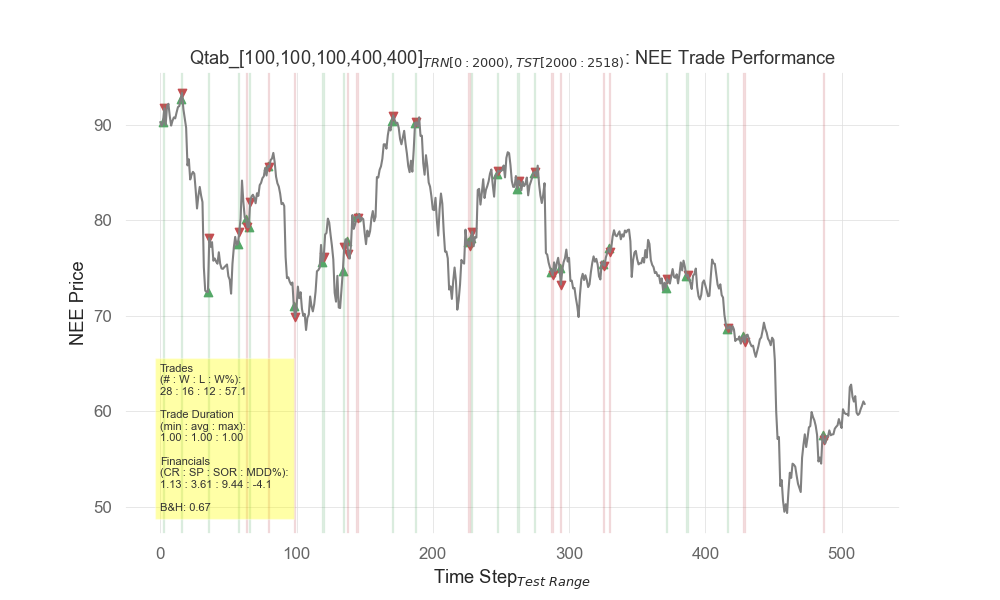 Qtab_[100,100,100,400,400]TRN[0:2000),TST[2000:2518): NEE Trade Performance
NEE Price
90
80
70
60
50
Trades
(# : W : L : W%):
28 : 16 : 12 : 57.1
Trade Duration
(min : avg : max):
1.00 : 1.00 : 1.00
Financials
(CR : SP : SOR : MDD%):
1.13 : 3.61 : 9.44 : -4.1
B&H: 0.67
0 100 200 300 400 500
Time StepTest Range